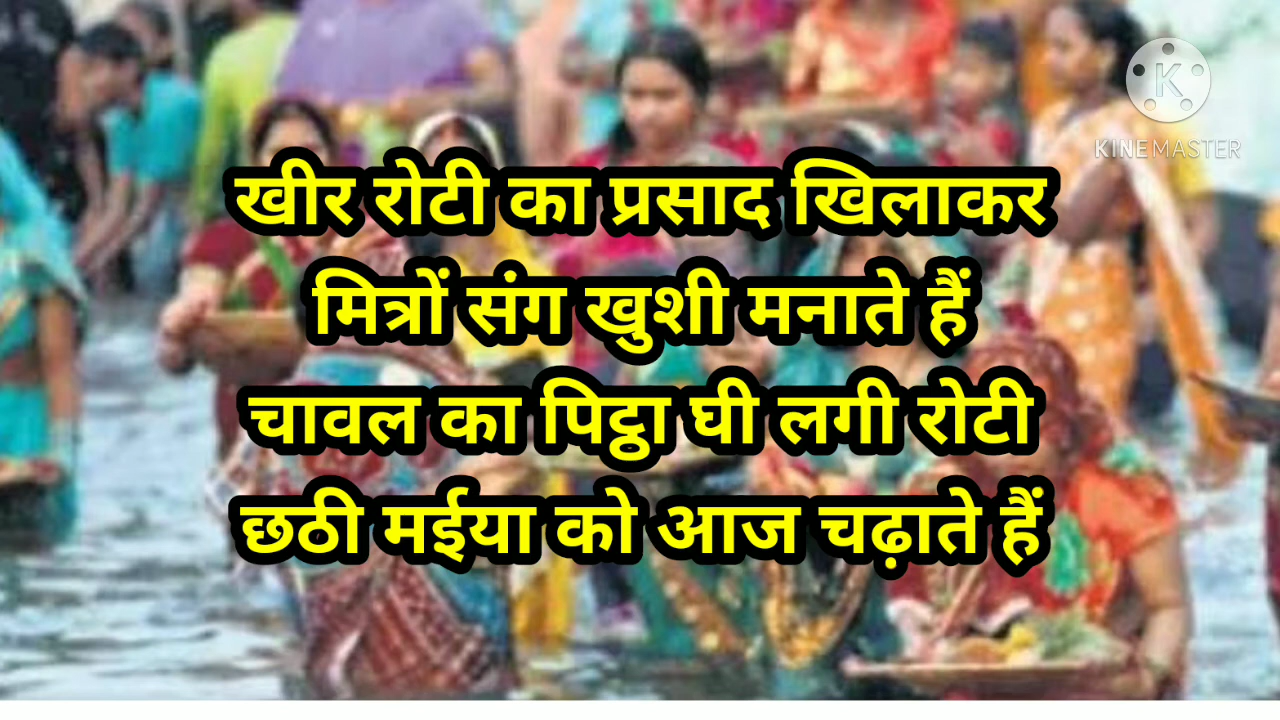 खीर रोटी का प्रसाद खिलाकर
मित्रों संग खुशी मनाते हैं
चावल का पिट्ठा घी लगी रोटी
छठी मईया को आज चढ़ाते हैं
K
KINEMASTER